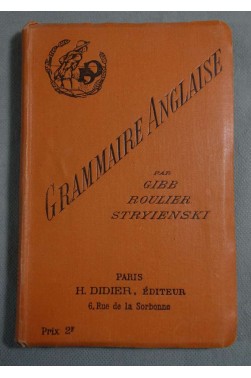 GRAMMAIRE ANGLAISE
PAR
GIBB
ROULIER
STRYIENSKI
PARIS
H. DIDIER, ÉDITEUR
6, Rue de la Sorbonne
Prix 2f